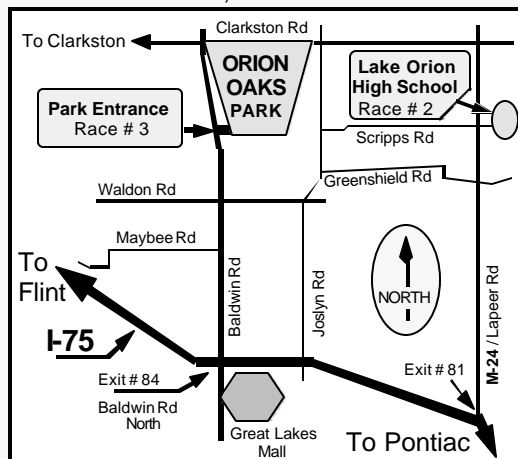 Clarkston Rd
To Clarkston
ORION
OAKS
PARK
Lake Orion
High School
Race # 2
Park Entrance
Race # 3
Scripps Rd
Greenshield Rd
Waldon Rd
Maybee Rd
To
Flint
Baldwin Rd
Joslyn Rd
NORTH
M-24 / Lapeer Rd
I-75
Exit # 84
Baldwin Rd
North
Exit # 81
Great Lakes
Mall
To Pontiac